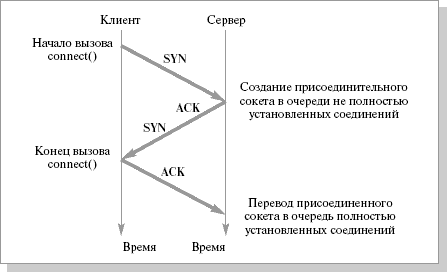 Клиент
Сервер
Начало вызова
connect()
SYN
Создание присоединительного
сокета в очереди не полностью
установленных соединений
ACK
SYN
Конец вызова
connect()
ACK
Перевод присоединенного
сокета в очередь полностью
установленных соединений
Время
Время